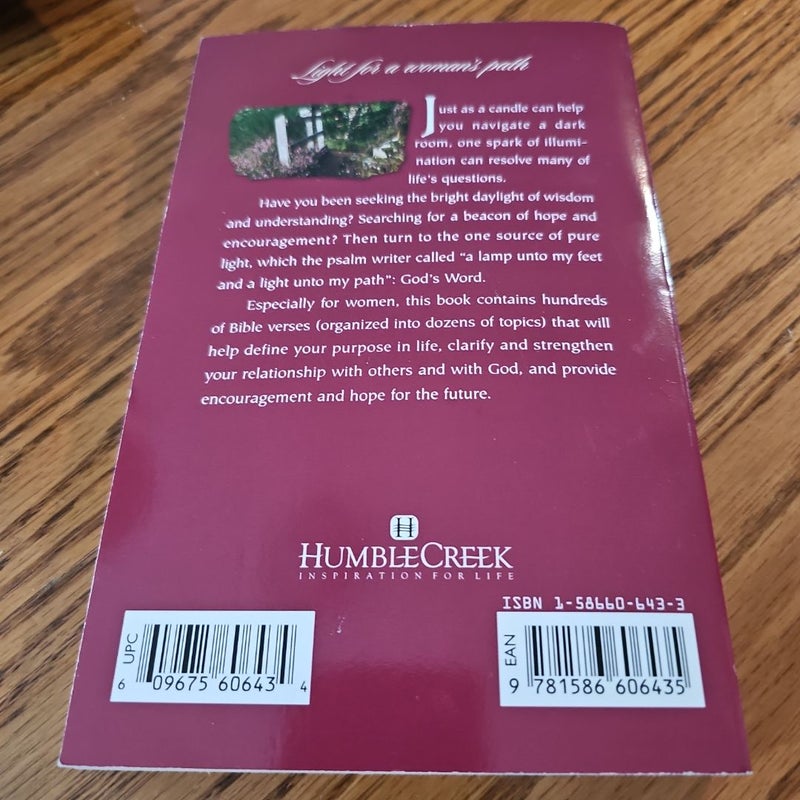 Light for a woman's path
Just as a candle can help
you navigate a dark
room, one spark of illumi-
nation can resolve many of
life's questions.
Have you been seeking the bright daylight of wisdom
and understanding? Searching for a beacon of hope and
encouragement? Then turn to the one source of pure
light, which the psalm writer called "a lamp unto my feet
and a light unto my path": God's Word.
Especially for women, this book contains hundreds
of Bible verses (organized into dozens of topics) that will
help define your purpose in life, clarify and strengthen
your relationship with others and with God, and provide
encouragement and hope for the future.
H
HUMBLECREEK
INSPIRATION FOR LIFE
ISBN 1-58660-643-3
UPC
6 09675 60643 4
EAN
9 781586 606435